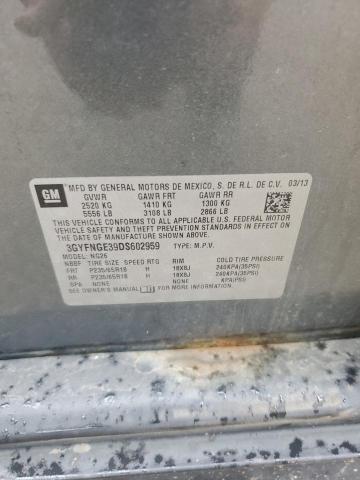 GM
MFD BY GENERAL MOTORS DE MEXICO, S. DE R.L. DE C.V. 03/13
GVWR GAWR FRT GAWR RR
2520 KG 1410 KG 1300 KG
5556 LB 3108 LB 2866 LB
THIS VEHICLE CONFORMS TO ALL APPLICABLE U.S. FEDERAL MOTOR
VEHICLE SAFETY AND THEFT PREVENTION STANDARDS IN EFFECT ON
THE DATE OF MANUFACTURE SHOWN ABOVE.
3GYFNGE39DS602959 TYPE: M.P.V.
MODEL: NG26
TIRE SIZE SPEED RTG RIM COLD TIRE PRESSURE
FRT P235/65R18 H 18X8J 240KPA(35PSI)
RR P235/65R18 H 18X8J 240KPA(35PSI)
SPA NONE NONE KPA(PSI)
SEE OWNER'S MANUAL FOR ADDITIONAL INFORMATION.